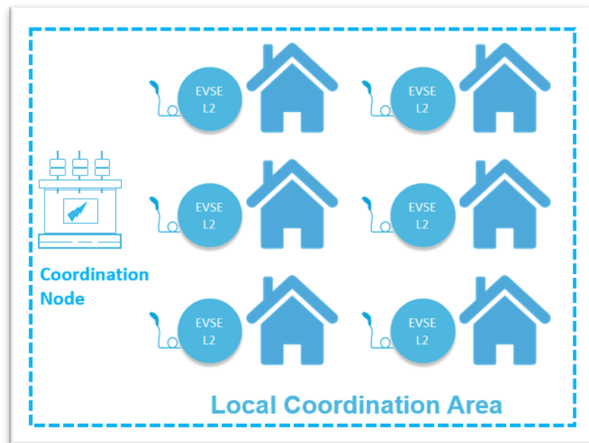 EVSE
L2
EVSE
L2
EVSE
L2
EVSE
L2
Coordination
Node
EVSE
L2
EVSE
L2
Local Coordination Area